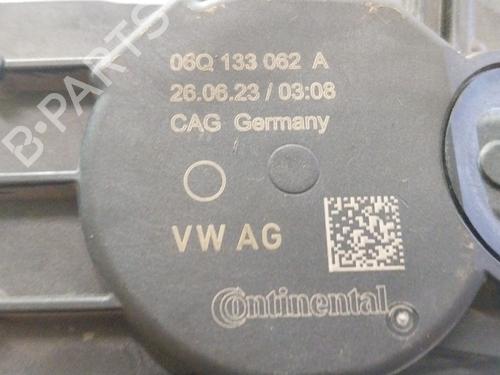 06Q 133 062 A
26.06.23 / 03:08
CAG Germany
VW AG
Continental
B-PARTS